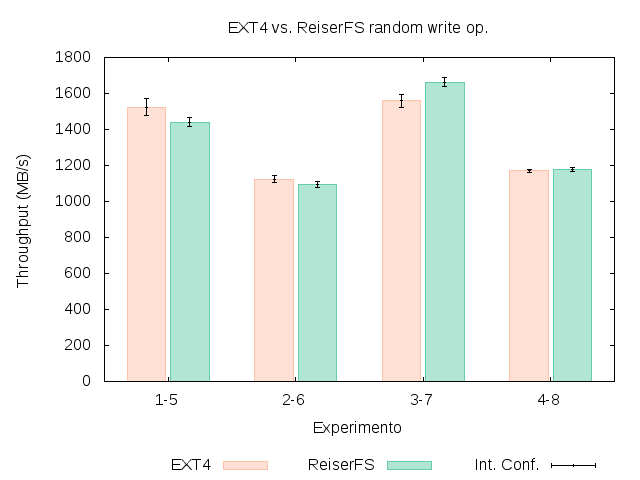 EXT4 vs. ReiserFS random write op.
Throughput (MB/s)
1800
1600
1400
1200
1000
800
600
400
200
0
1-5 2-6 3-7 4-8
Experimento
EXT4 ReiserFS Int. Conf.